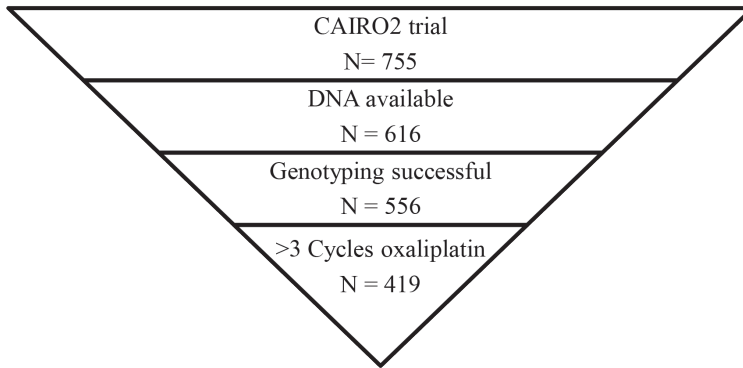 CAIRO2 trial
N= 755
DNA available
N = 616
Genotyping successful
N = 556
>3 Cycles oxaliplatin
N = 419